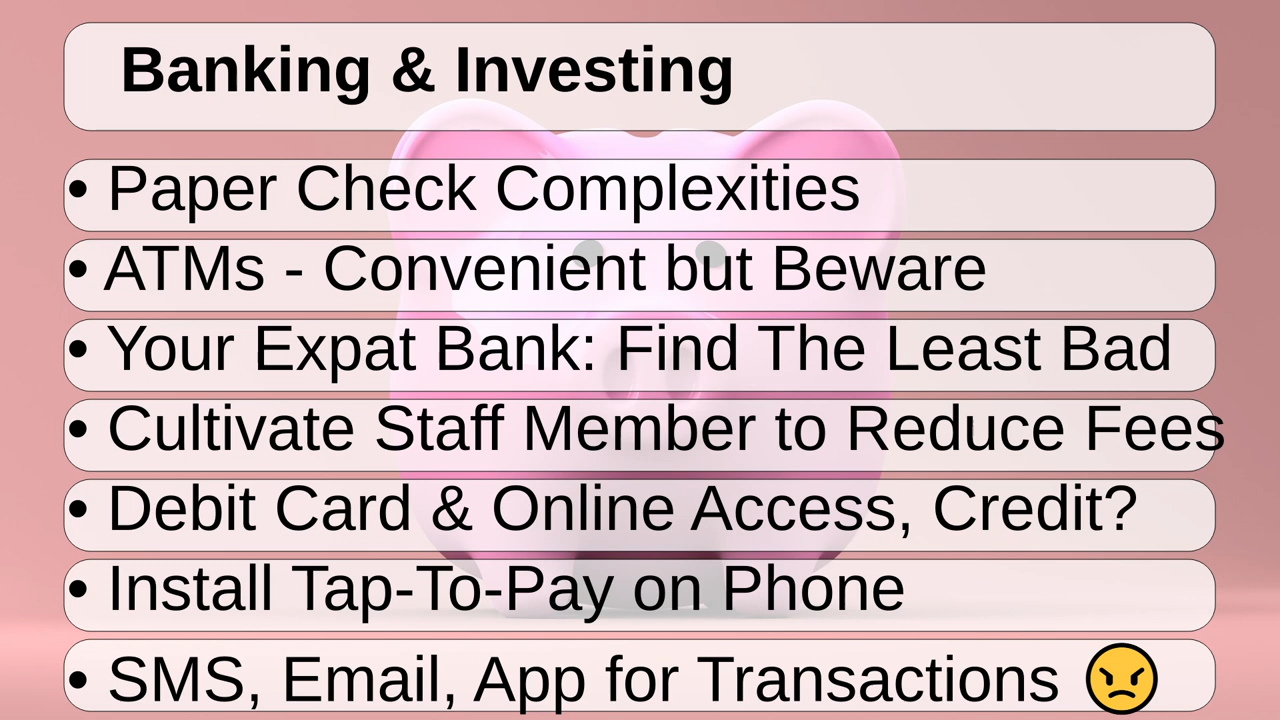 Banking & Investing
• Paper Check Complexities
• ATMs - Convenient but Beware
• Your Expat Bank: Find The Least Bad
• Cultivate Staff Member to Reduce Fees
• Debit Card & Online Access, Credit?
• Install Tap-To-Pay on Phone
• SMS, Email, App for Transactions 😠